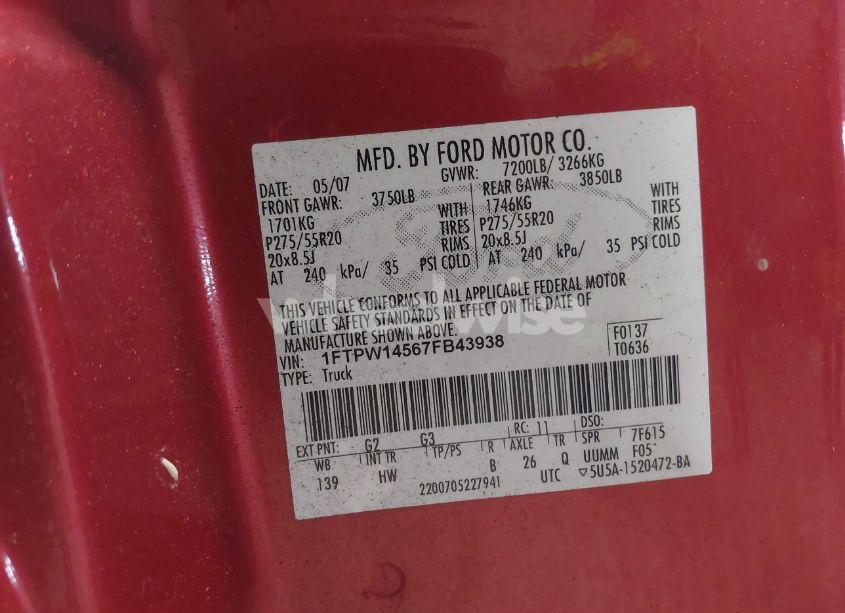 MFD. BY FORD MOTOR CO.
DATE: 05/07 GVWR: 7200LB/ 3266KG
FRONT GAWR: 3750LB REAR GAWR: 3850LB
1701KG WITH 1746KG WITH
P275/55R20 TIRES P275/55R20 TIRES
20x8.5J RIMS 20x8.5J RIMS
AT 240 kPa/ 35 PSI COLD AT 240 kPa/ 35 PSI COLD
Ford
THIS VEHICLE CONFORMS TO ALL APPLICABLE FEDERAL MOTOR
VEHICLE SAFETY STANDARDS IN EFFECT ON THE DATE OF
MANUFACTURE SHOWN ABOVE.
VIN: 1FTPW14567FB43938 F0137
TYPE: Truck T0636
EXT PNT: G2 G3 RC: 11 DSO:
WB INT TR TP/PS R AXLE TR SPR 7F615
139 HW B 26 Q UUMM F05
2200705227941 UTC ▽5U5A-1520472-BA